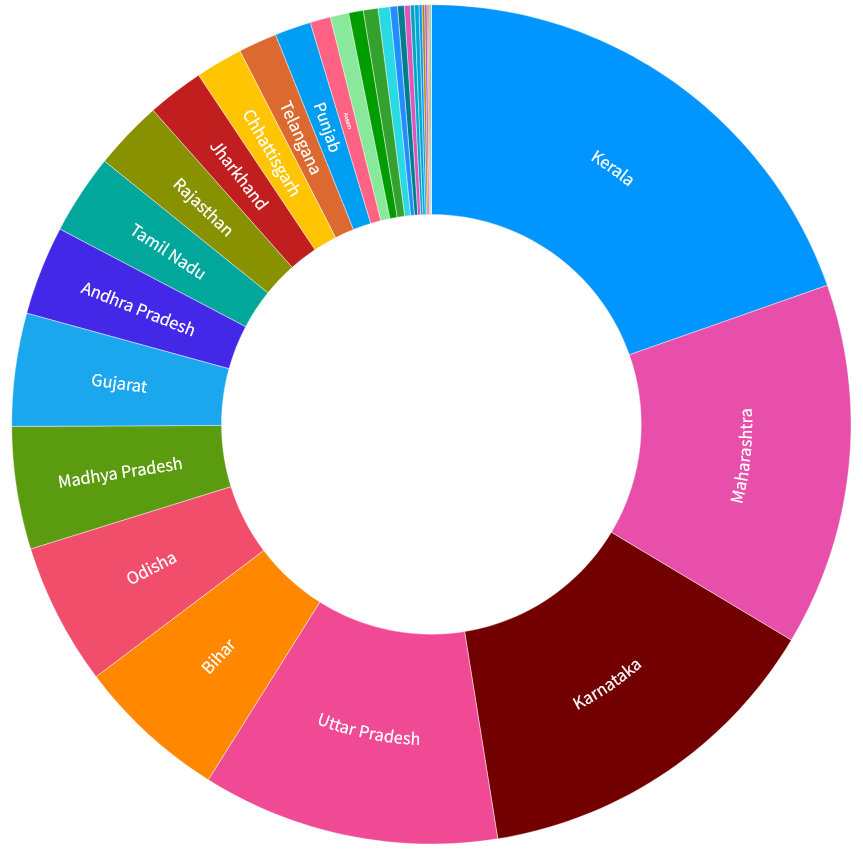 Kerala
Maharashtra
Karnataka
Uttar Pradesh
Bihar
Odisha
Madhya Pradesh
Gujarat
Andhra Pradesh
Tamil Nadu
Rajasthan
Jharkhand
Chhattisgarh
Telangana
Punjab